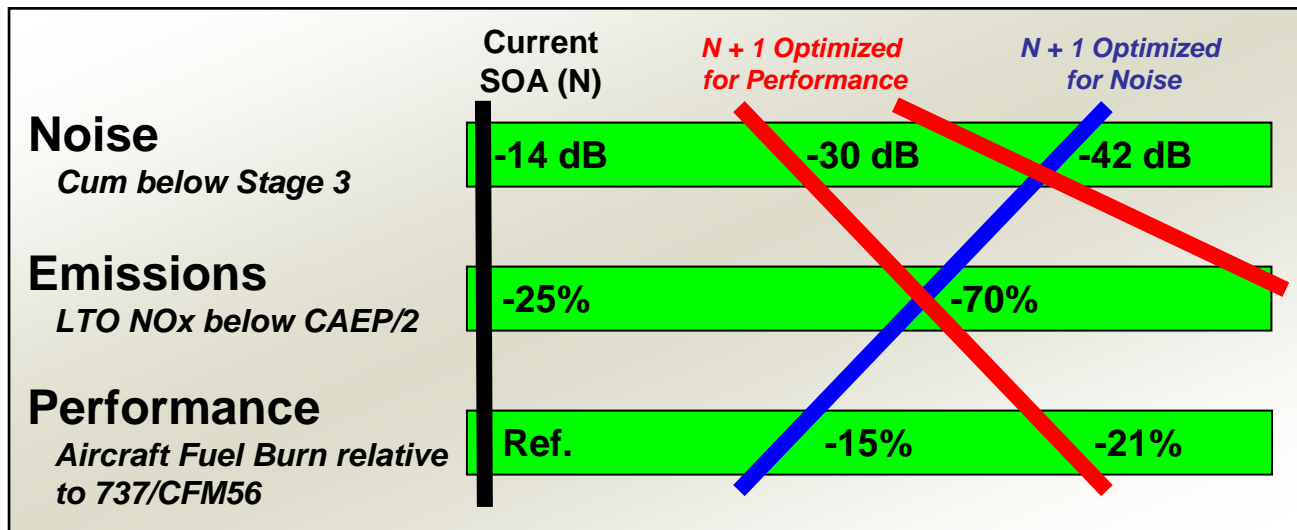 Current
SOA (N)
N + 1 Optimized
for Performance
N + 1 Optimized
for Noise
Noise
Cum below Stage 3
-14 dB
-30 dB
-42 dB
Emissions
LTO NOx below CAEP/2
-25%
-70%
Performance
Aircraft Fuel Burn relative
to 737/CFM56
Ref.
-15%
-21%